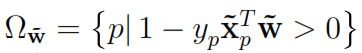 Ω_w̃ = {p| 1 − y_p x̃_p^T w̃ > 0}